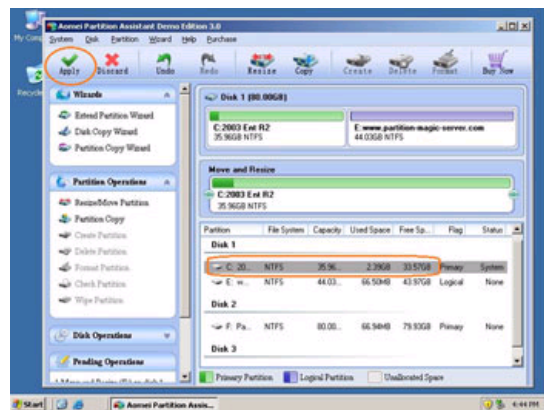 My Comp
Recycle
Aomei Partition Assistant Demo Edition 3.0
System Disk Partition Wizard Help Purchase
Apply Discard Undo Redo Resize Copy Create Delete Format Buy Now
Wizards
Extend Partition Wizard
Disk Copy Wizard
Partition Copy Wizard
Partition Operations
Resize/Move Partition
Partition Copy
Create Partition
Delete Partition
Format Partition
Check Partition
Wipe Partition
Disk Operations
Pending Operations
Disk 1 (80.00GB)
C:2003 Ent R2
35.96GB NTFS
E:www.partition-magic-server.com
44.03GB NTFS
Move and Resize
C:2003 Ent R2
35.96GB NTFS
Partition File System Capacity Used Space Free Sp... Flag Status
Disk 1
C: 20... NTFS 35.96... 2.39GB 33.57GB Primary System
E: w... NTFS 44.03... 66.50MB 43.97GB Logical None
Disk 2
F: Pa... NTFS 80.00... 66.94MB 79.93GB Primary None
Disk 3
Primary Partition Logical Partition Unallocated Space
Start Aomei Partition Assis... 4:44 PM